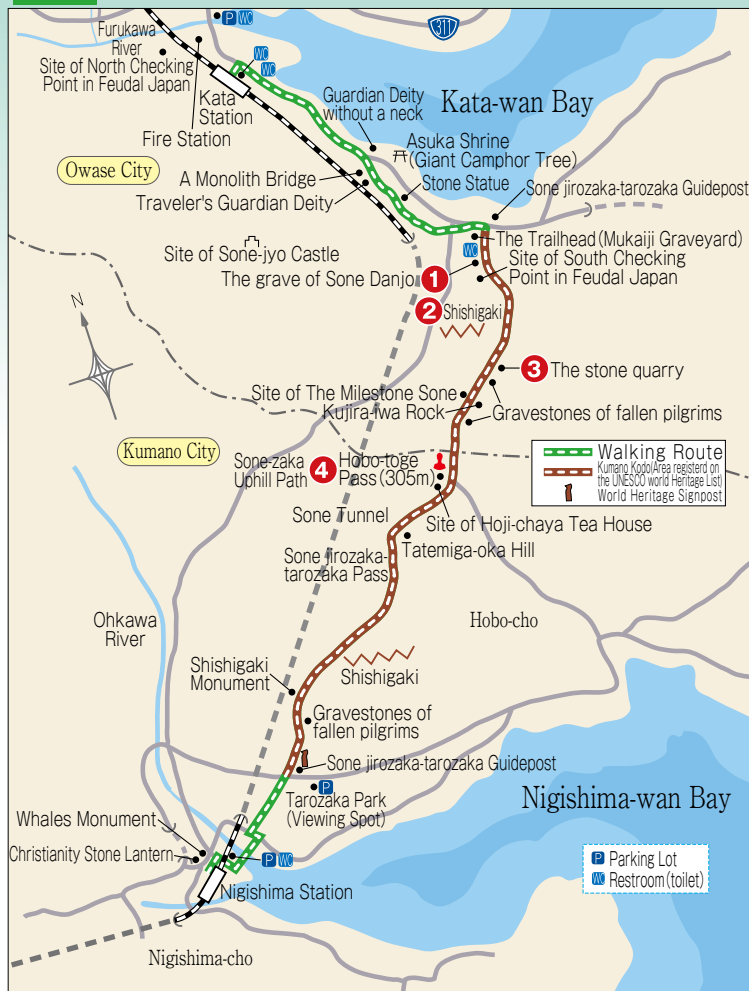 P WC
311
Furukawa
River
Site of North Checking
Point in Feudal Japan
WC
WC
Kata
Station
Fire Station
Guardian Deity
without a neck
Kata-wan Bay
Asuka Shrine
(Giant Camphor Tree)
Owase City
A Monolith Bridge
Traveler's Guardian Deity
Stone Statue
Sone jirozaka-tarozaka Guidepost
The Trailhead(Mukaiji Graveyard)
WC
Site of Sone-jyo Castle
The grave of Sone Danjo
1
Site of South Checking
Point in Feudal Japan
2
Shishigaki
N
3
The stone quarry
Site of The Milestone Sone
Kujira-iwa Rock
Gravestones of fallen pilgrims
Kumano City
Sone-zaka
Uphill Path
4
Hobo-toge
Pass(305m)
Walking Route
Kumano Kodo(Area registerd on
the UNESCO world Heritage List)
World Heritage Signpost
Sone Tunnel
Site of Hoji-chaya Tea House
Tatemiga-oka Hill
Sone jirozaka-
tarozaka Pass
Ohkawa
River
Hobo-cho
Shishigaki
Monument
Shishigaki
Gravestones of
fallen pilgrims
Sone jirozaka-tarozaka Guidepost
P
Tarozaka Park
(Viewing Spot)
Nigishima-wan Bay
Whales Monument
Christianity Stone Lantern
P WC
Nigishima Station
P Parking Lot
WC Restroom(toilet)
Nigishima-cho